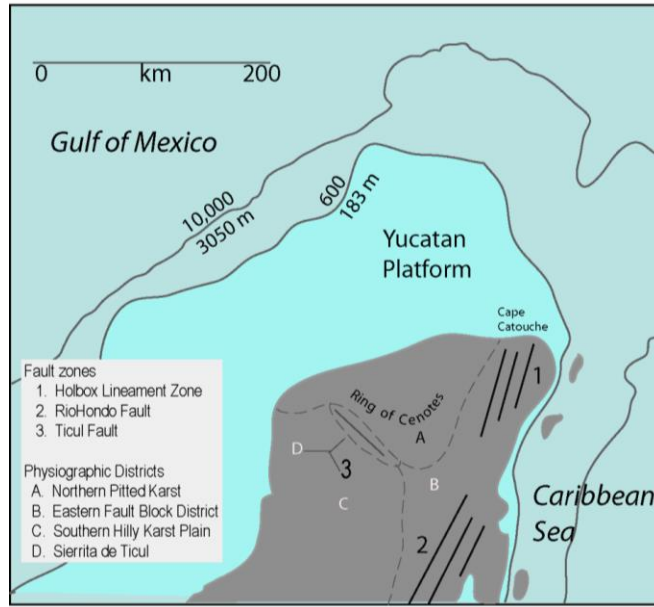 0 km 200
Gulf of Mexico
10,000
3050 m
600
183 m
Yucatan
Platform
Cape
Catouche
Fault zones
1. Holbox Lineament Zone
2. RioHondo Fault
3. Ticul Fault
Physiographic Districts
A. Northern Pitted Karst
B. Eastern Fault Block District
C. Southern Hilly Karst Plain
D. Sierrita de Ticul
1
Ring of Cenotes
A
D
3
B
C
2
Caribbean
Sea